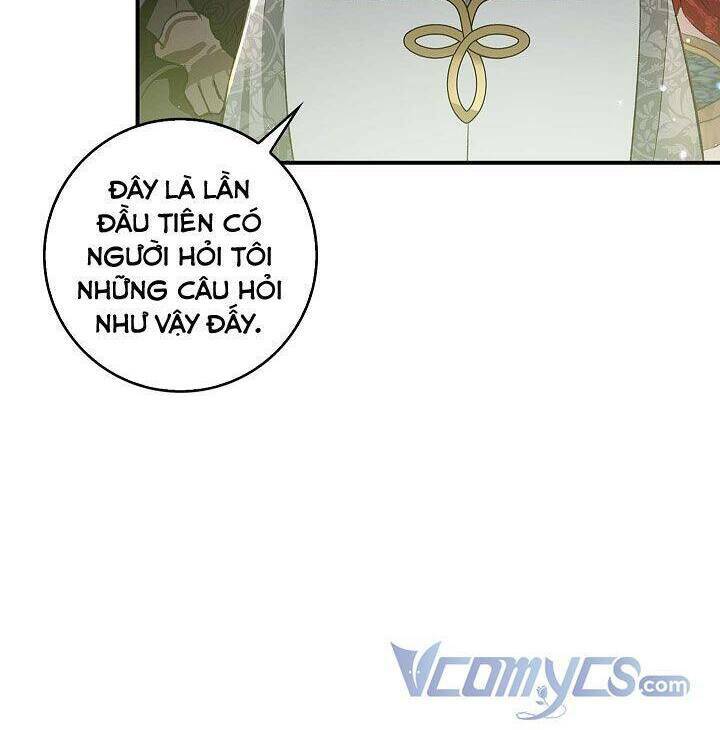 ĐÂY LÀ LẦN
ĐẦU TIÊN CÓ
NGƯỜI HỎI TÔI
NHỮNG CÂU HỎI
NHƯ VẬY ĐẤY.
VCOMYCS.com